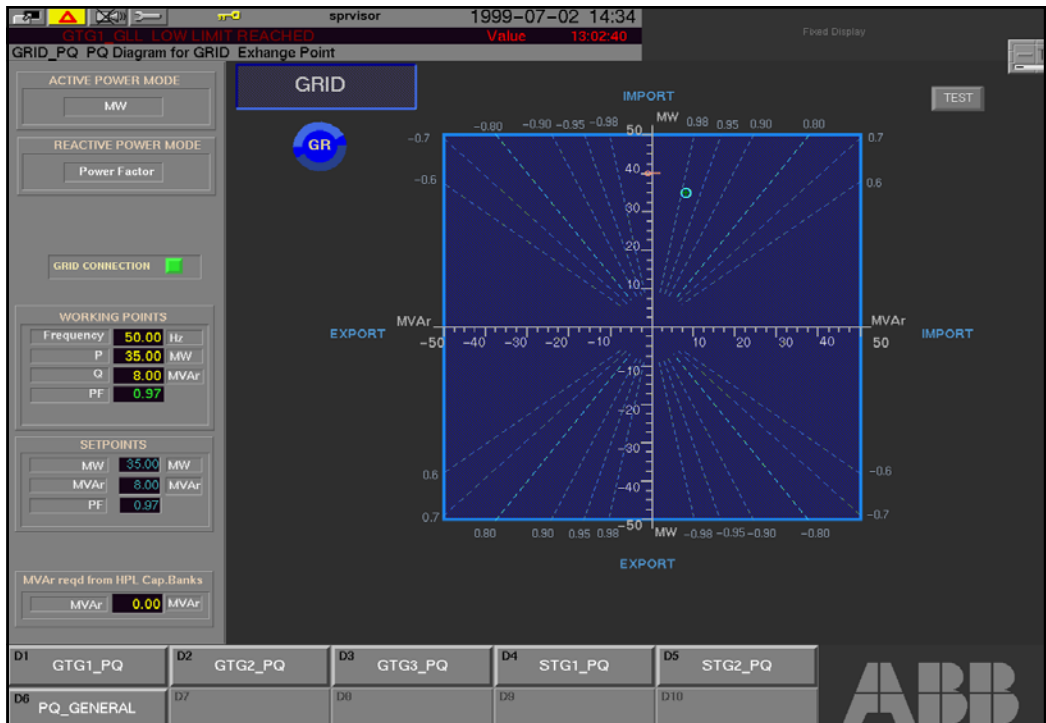 sprvisor 1999-07-02 14:34
GTG1_QLL LOW LIMIT REACHED Value 13:02:40
Fixed Display
GRID_PQ PQ Diagram for GRID Exhange Point
ACTIVE POWER MODE
MW
REACTIVE POWER MODE
Power Factor
GRID CONNECTION
WORKING POINTS
Frequency 50.00 Hz
P 35.00 MW
Q 8.00 MVAr
PF 0.97
SETPOINTS
MW 35.00 MW
MVAr 8.00 MVAr
PF 0.97
MVAr reqd from HPL Cap.Banks
MVAr 0.00 MVAr
GRID
GR
TEST
IMPORT
-0.7 -0.80 -0.90 -0.95 -0.98 50 MW 0.98 0.95 0.90 0.80 0.7
-0.6 0.6
40
30
20
10
EXPORT MVAr MVAr IMPORT
-50 -40 -30 -20 -10 10 20 30 40 50
-10
-20
-30
-40
-50
0.6 -0.6
0.7 -0.7
0.80 0.90 0.95 0.98 MW -0.98 -0.95 -0.90 -0.80
EXPORT
D1 GTG1_PQ
D2 GTG2_PQ
D3 GTG3_PQ
D4 STG1_PQ
D5 STG2_PQ
D6 PQ_GENERAL
D7
D8
D9
D10
ABB